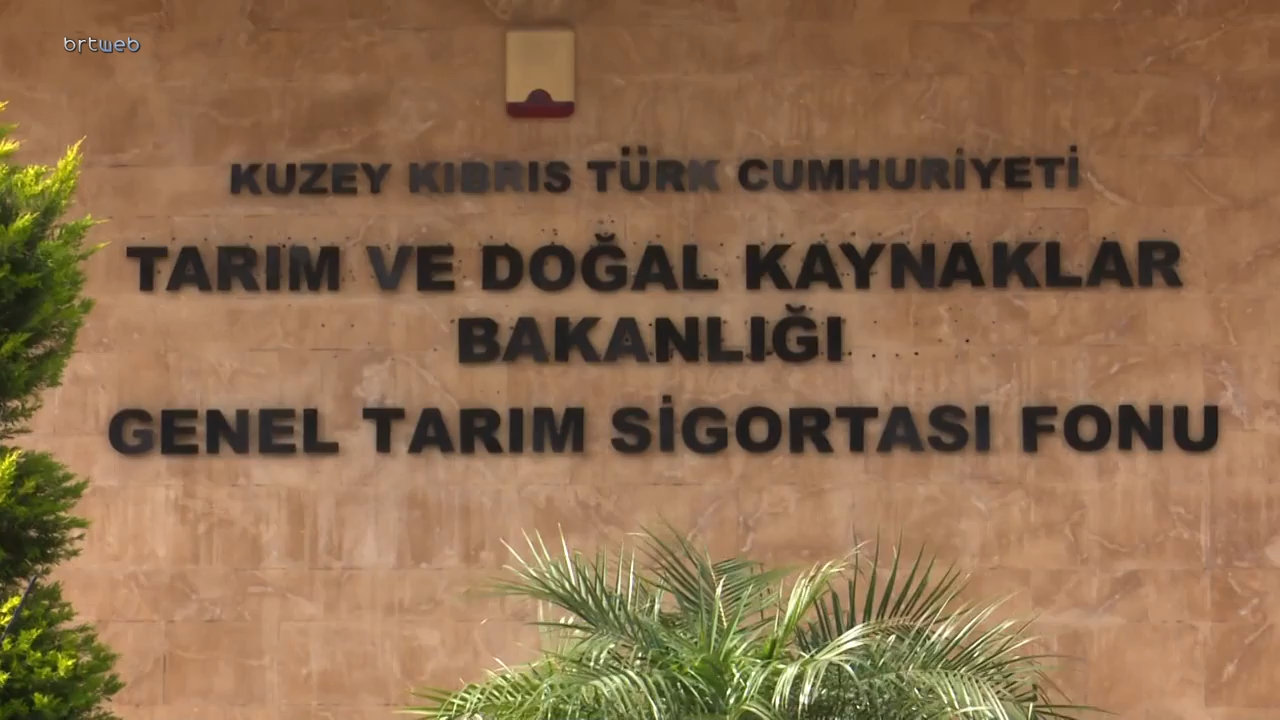 brtweb
KUZEY KIBRIS TÜRK CUMHURİYETİ
TARIM VE DOĞAL KAYNAKLAR
BAKANLIĞI
GENEL TARIM SİGORTASI FONU